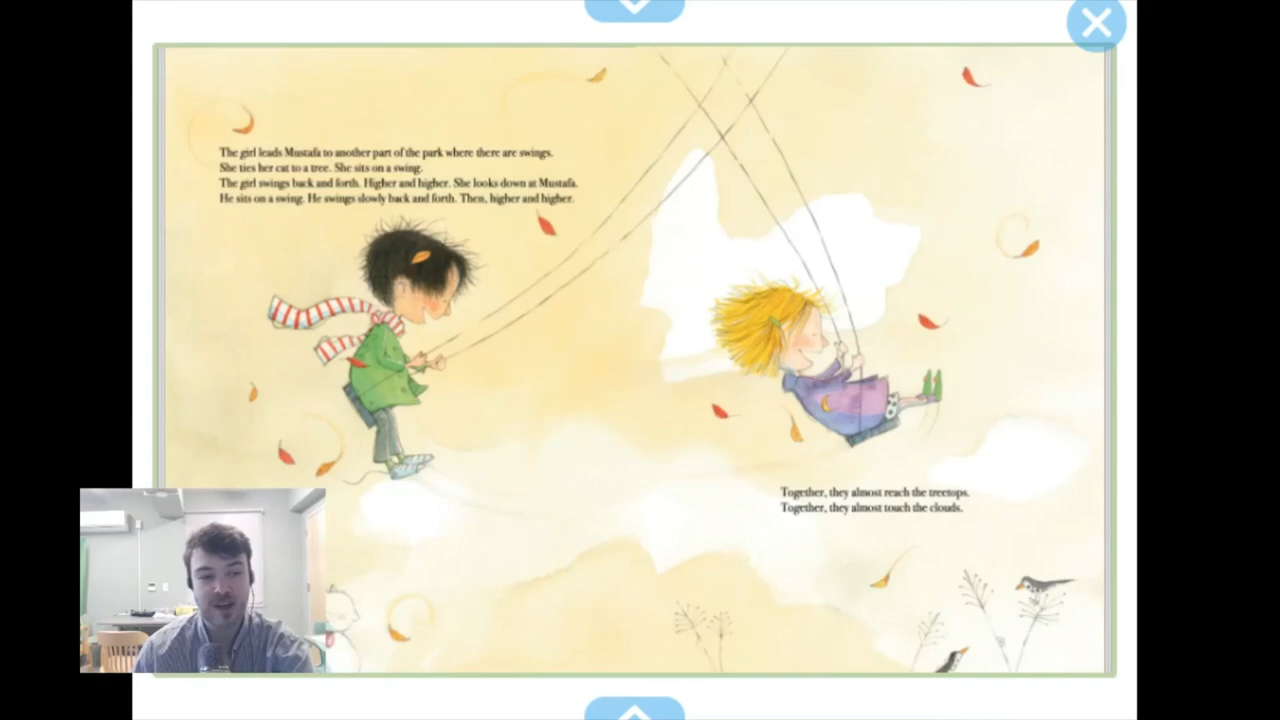 The girl leads Mustafa to another part of the park where there are swings.
She ties her cat to a tree. She sits on a swing.
The girl swings back and forth. Higher and higher. She looks down at Mustafa.
He sits on a swing. He swings slowly back and forth. Then, higher and higher.
Together, they almost reach the treetops.
Together, they almost touch the clouds.